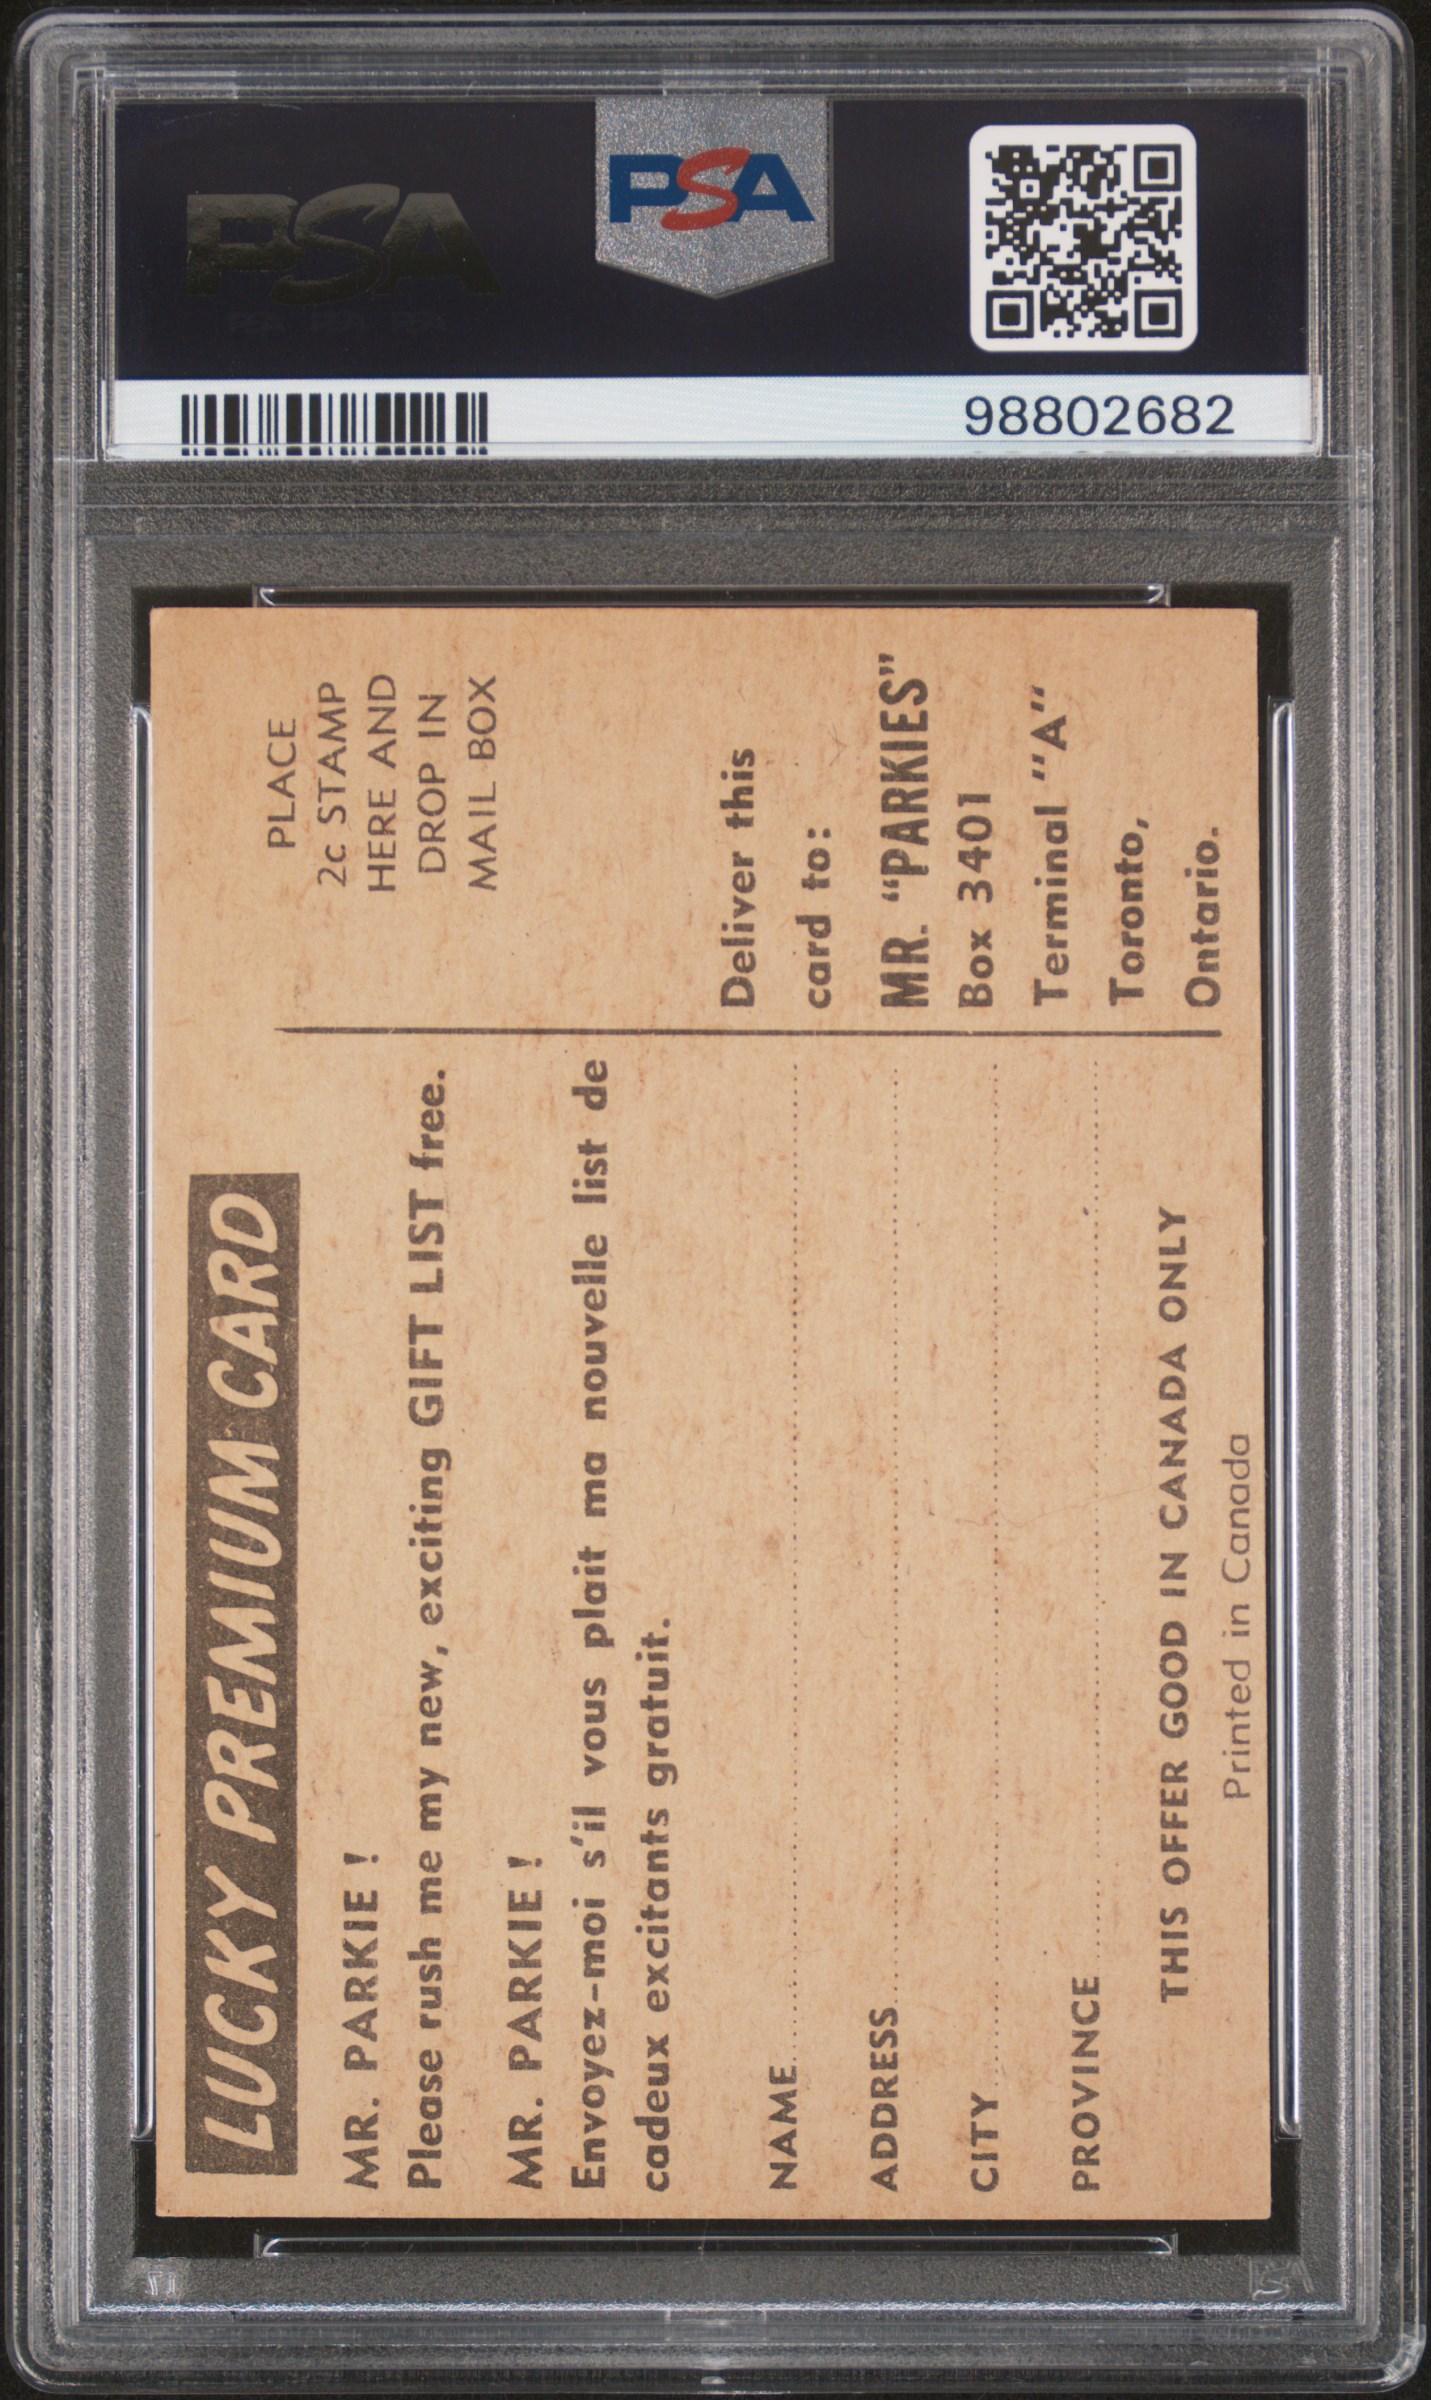 PSA
PSA
98802682
LUCKY PREMIUM CARD
MR. PARKIE !
Please rush me my new, exciting GIFT LIST free.
MR. PARKIE !
Envoyez-moi s'il vous plait ma nouvelle list de
cadeux excitants gratuit.
NAME
ADDRESS
CITY
PROVINCE
THIS OFFER GOOD IN CANADA ONLY
Printed in Canada
PLACE
2c STAMP
HERE AND
DROP IN
MAIL BOX
Deliver this
card to:
MR. "PARKIES"
Box 3401
Terminal "A"
Toronto,
Ontario.